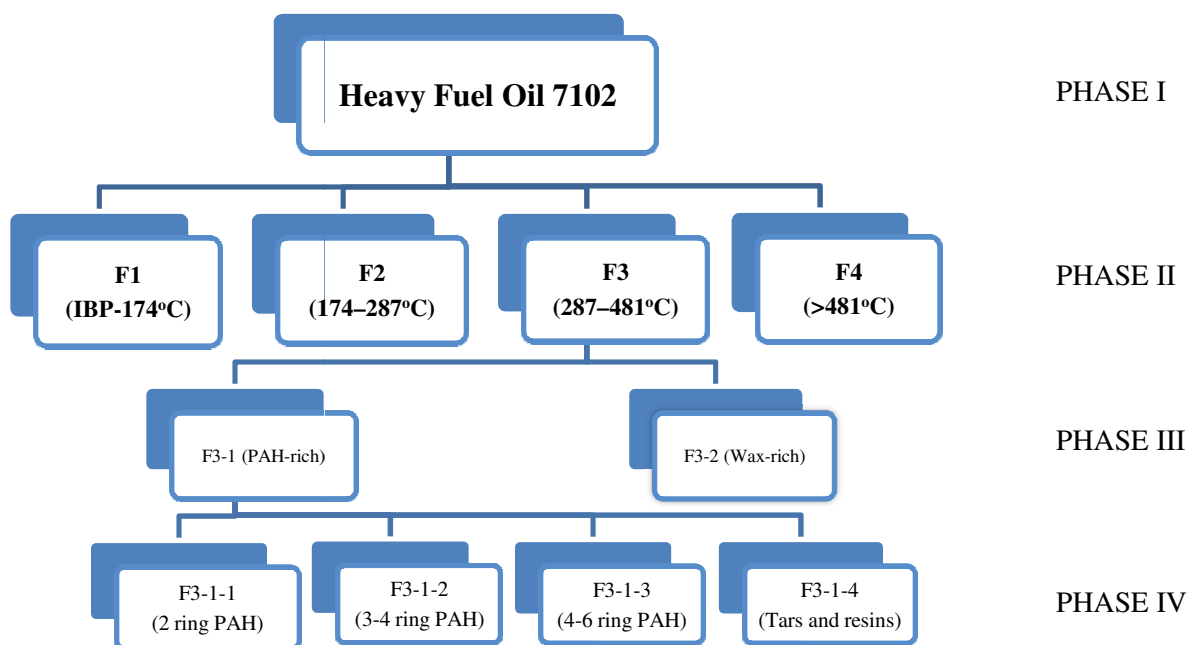 Heavy Fuel Oil 7102
PHASE I
F1
(IBP-174ºC)
F2
(174–287ºC)
F3
(287–481ºC)
F4
(>481ºC)
PHASE II
F3-1 (PAH-rich)
F3-2 (Wax-rich)
PHASE III
F3-1-1
(2 ring PAH)
F3-1-2
(3-4 ring PAH)
F3-1-3
(4-6 ring PAH)
F3-1-4
(Tars and resins)
PHASE IV